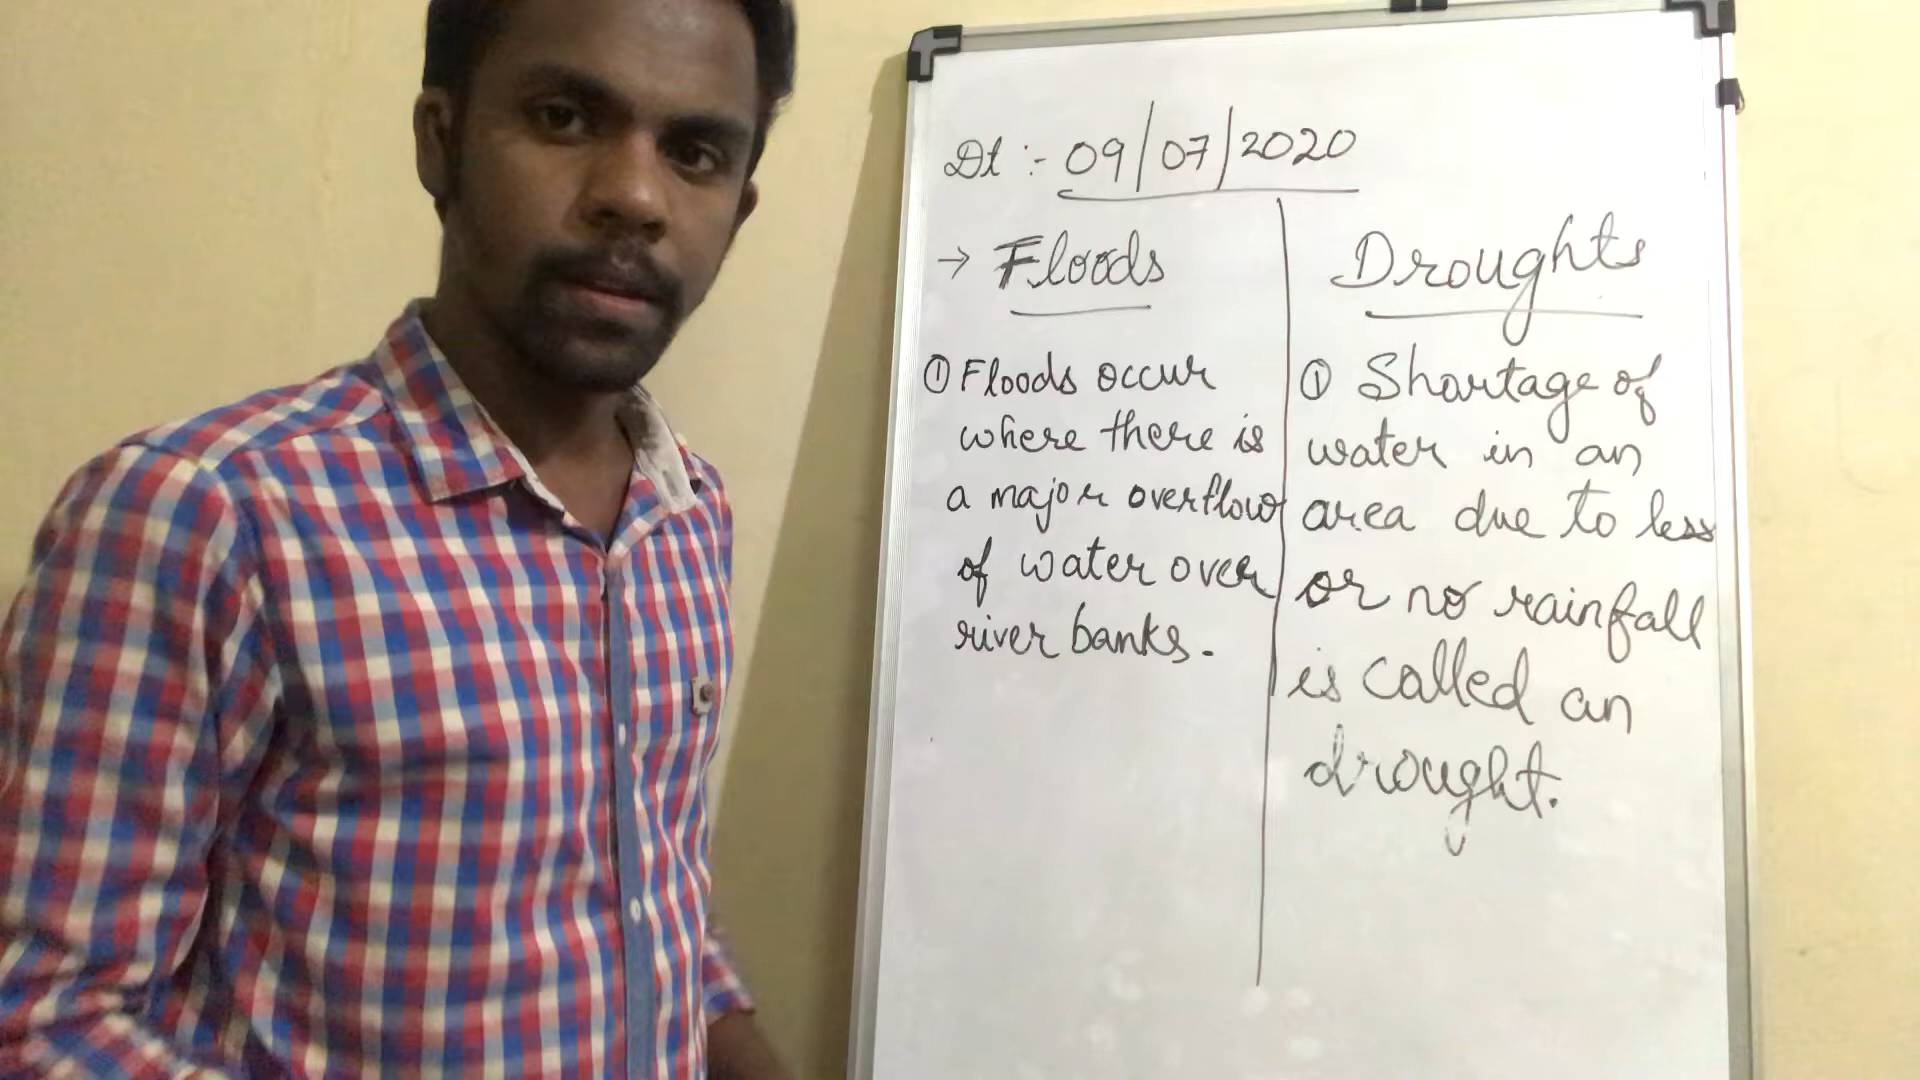 Dt :- 09/07/2020
→ Floods
① Floods occur
where there is
a major overflow
of water over
river banks.
Droughts
① Shortage of
water in an
area due to less
or no rainfall
is called an
drought.